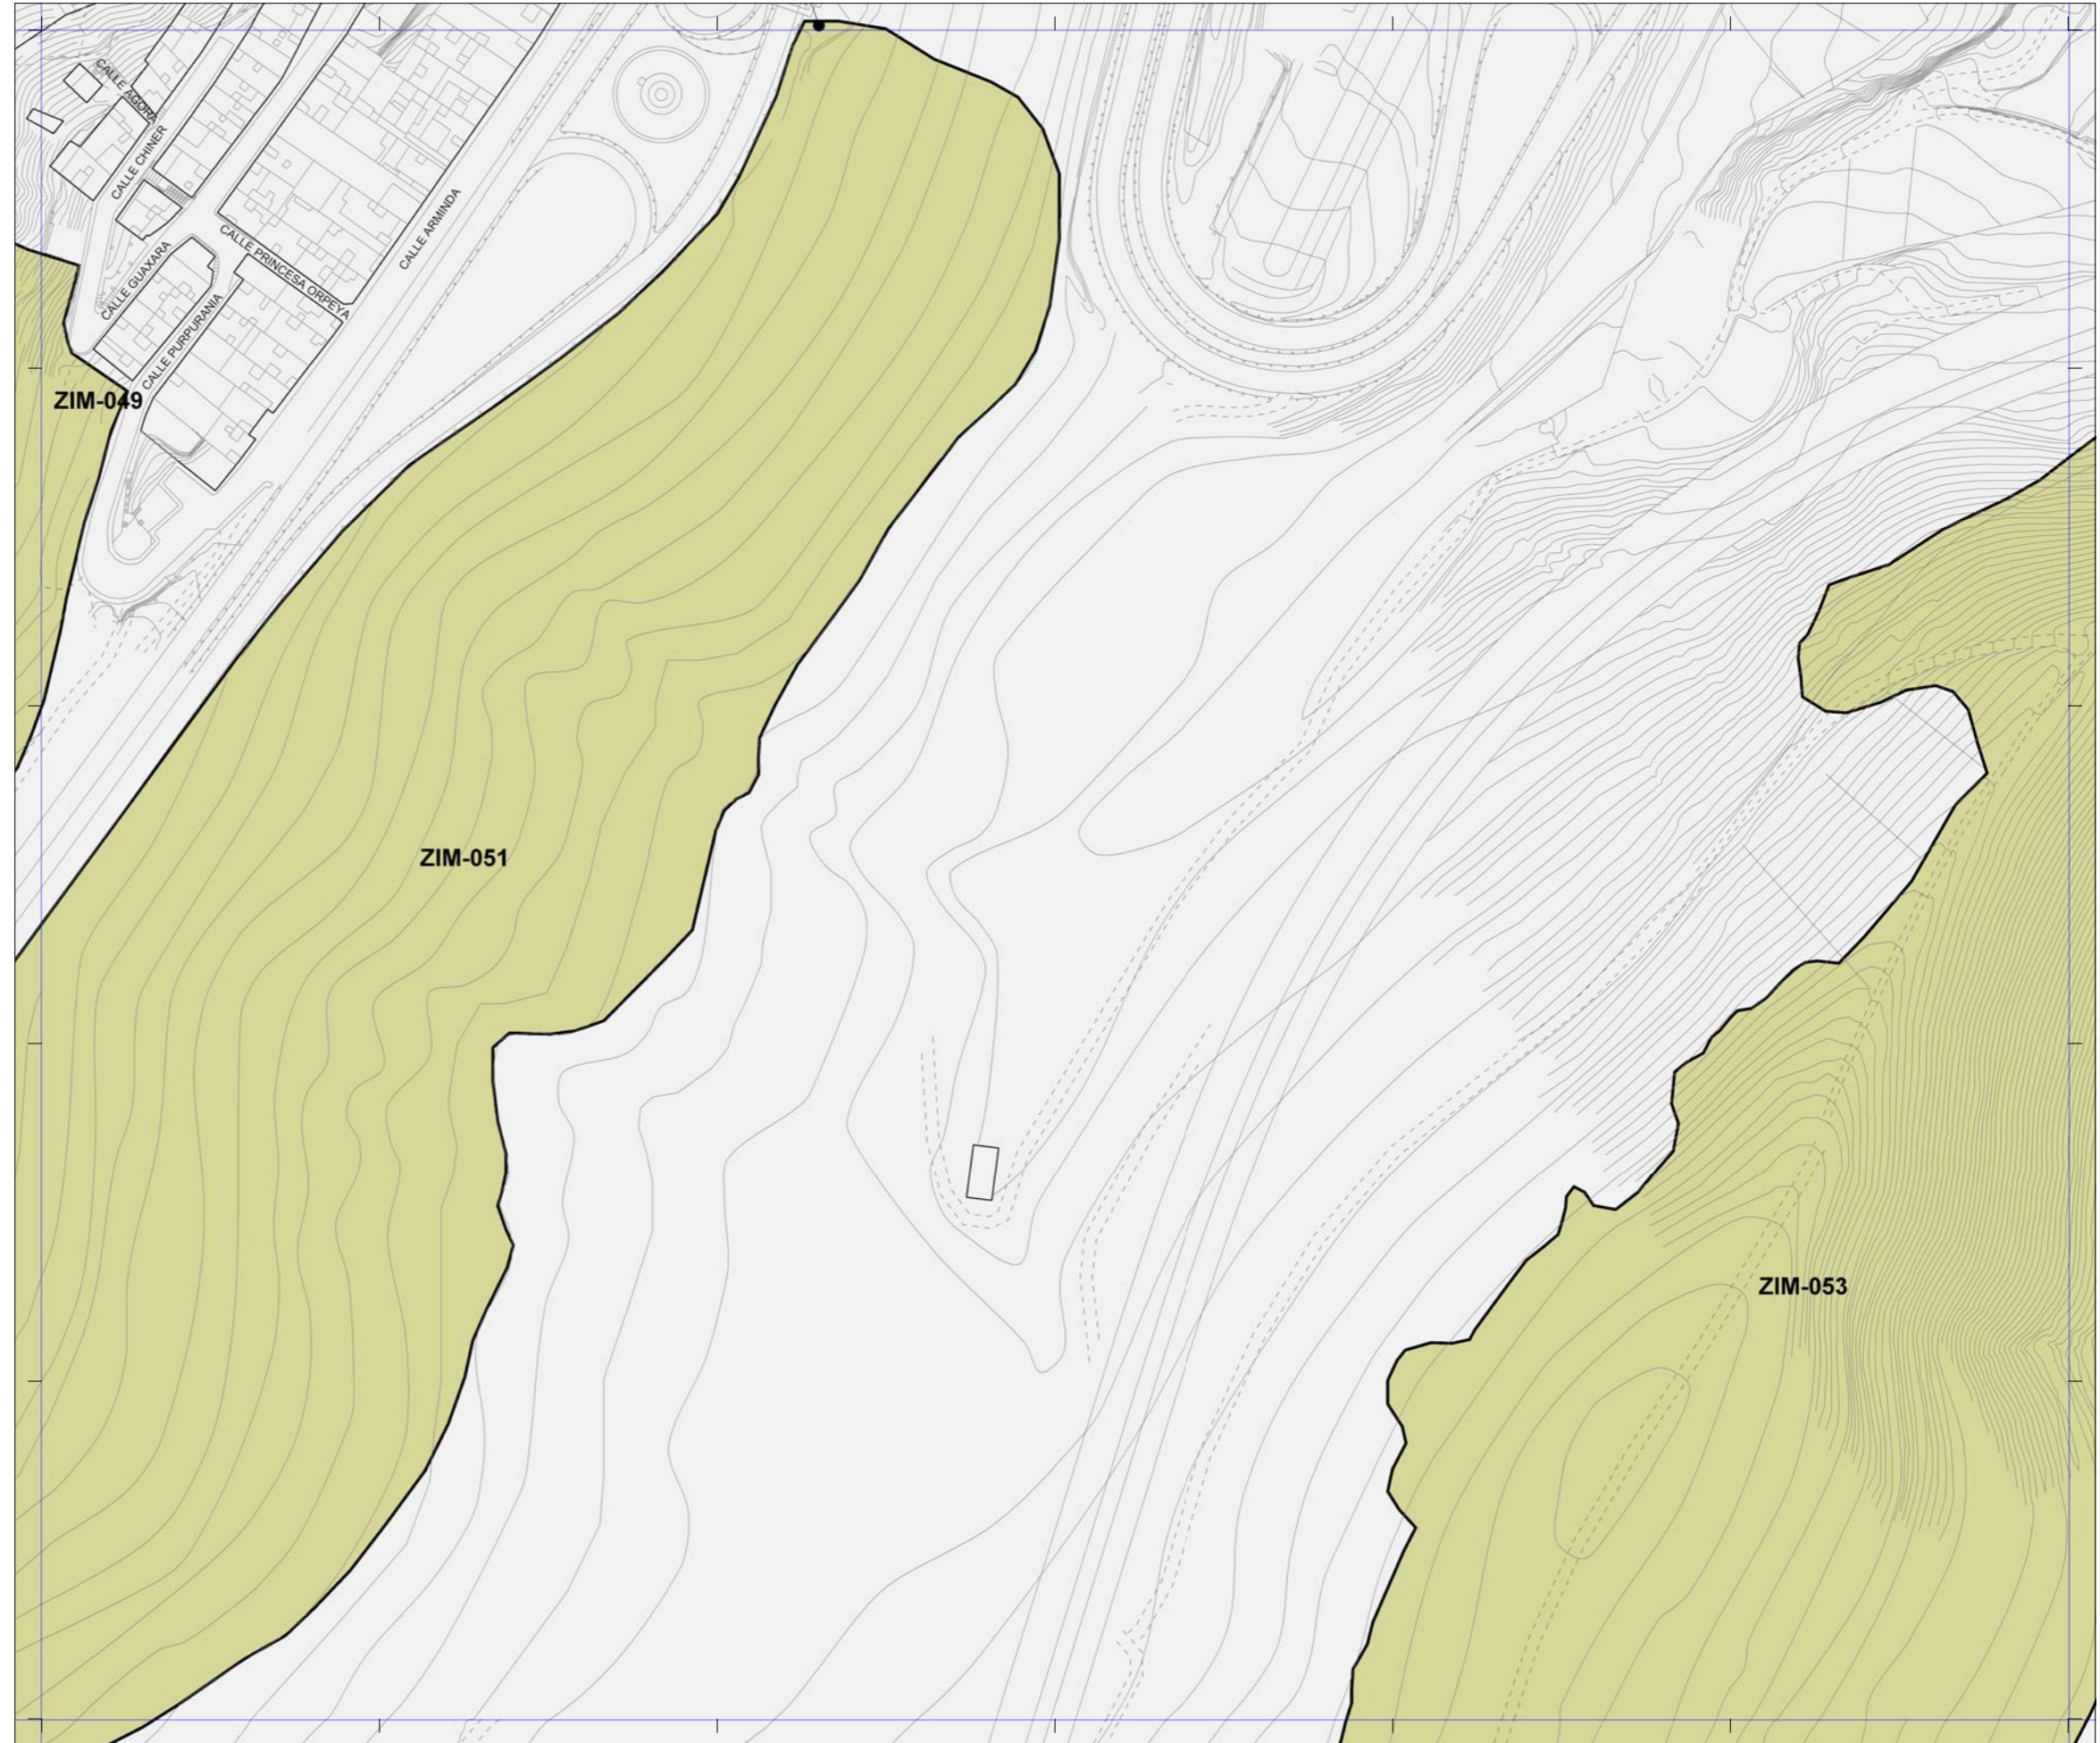 CALLE AGORA
CALLE CHINER
CALLE ARMINDA
CALLE PRINCESA ORPEYA
CALLE GUAXARA
CALLE PURPURANIA
ZIM-049
ZIM-051
ZIM-053